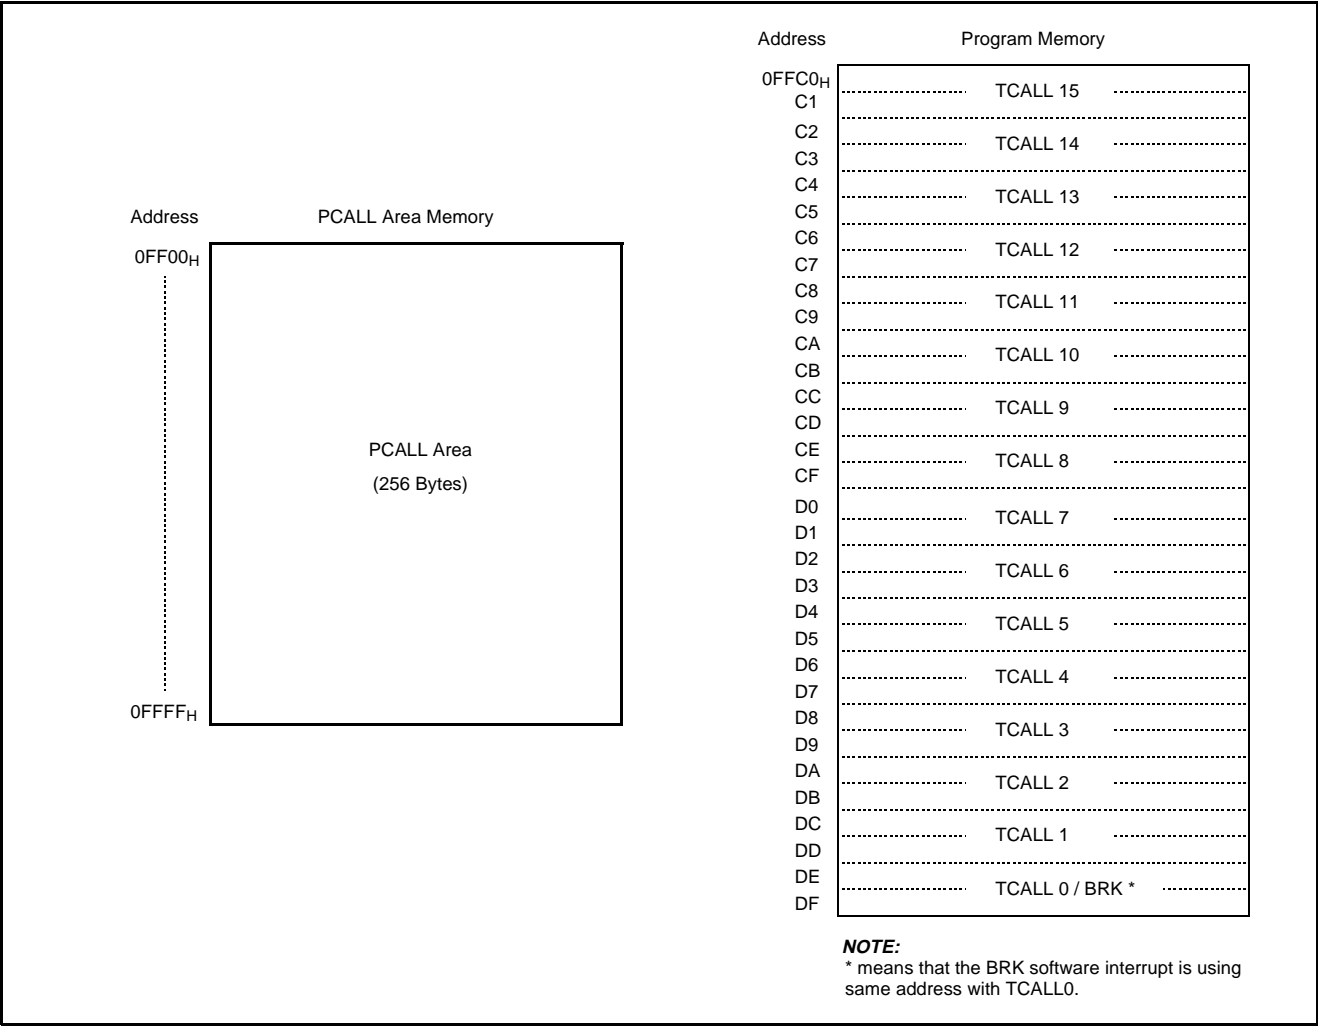 Address PCALL Area Memory
0FF00H
PCALL Area
(256 Bytes)
0FFFFH
Address Program Memory
0FFC0H
TCALL 15
C1
C2
TCALL 14
C3
C4
TCALL 13
C5
C6
TCALL 12
C7
C8
TCALL 11
C9
CA
TCALL 10
CB
CC
TCALL 9
CD
CE
TCALL 8
CF
D0
TCALL 7
D1
D2
TCALL 6
D3
D4
TCALL 5
D5
D6
TCALL 4
D7
D8
TCALL 3
D9
DA
TCALL 2
DB
DC
TCALL 1
DD
DE
TCALL 0 / BRK *
DF
NOTE:
* means that the BRK software interrupt is using
same address with TCALL0.